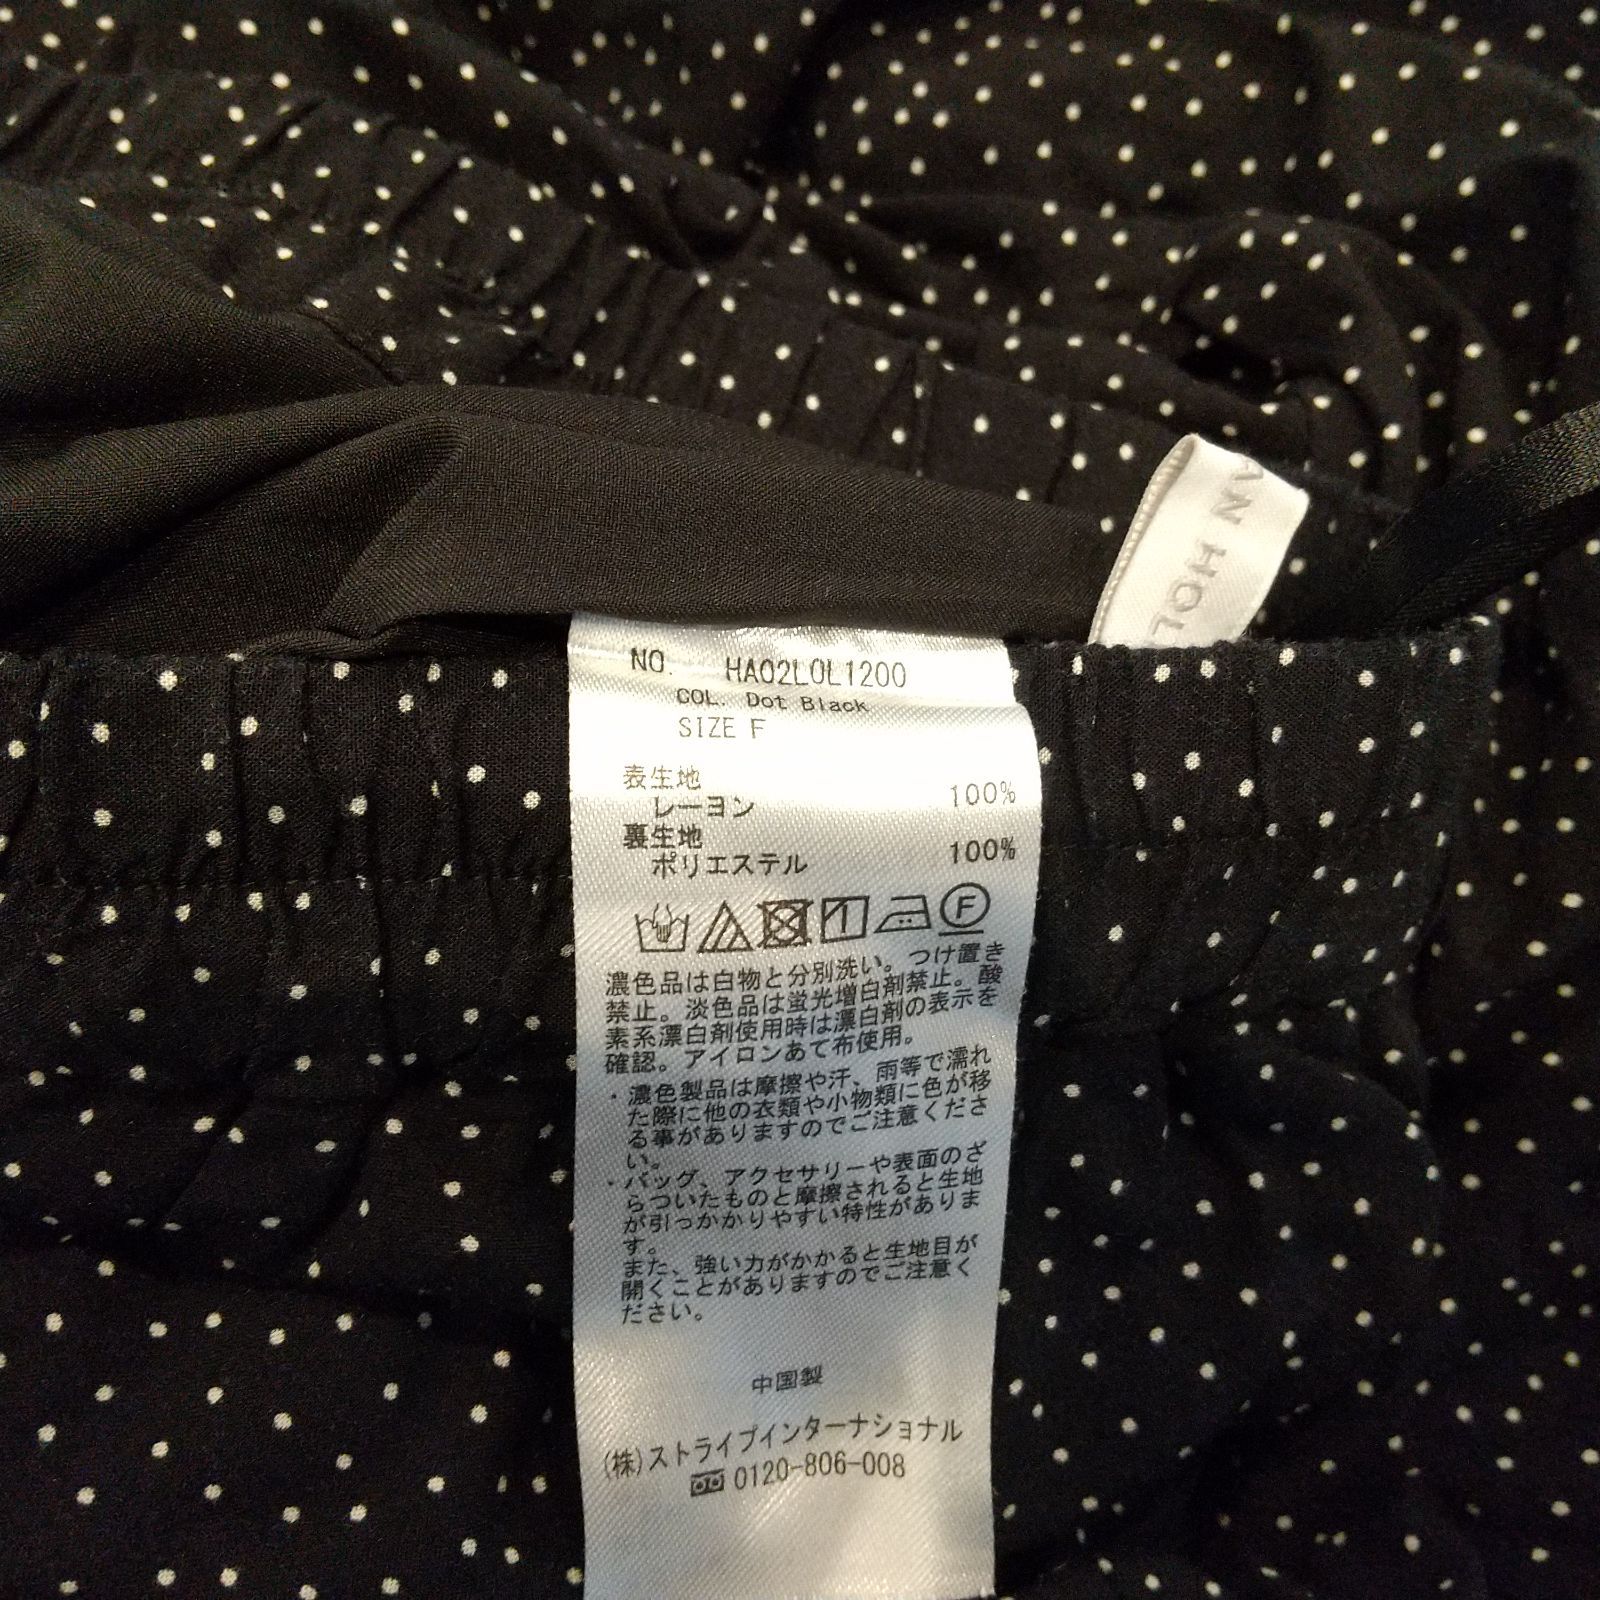 AN HOL
NO. HA02L0L1200
COL. Dot Black
SIZE F
表生地
レーヨン 100%
裏生地
ポリエステル 100%
1 F
濃色品は白物と分別洗い。つけ置き
禁止。淡色品は蛍光増白剤禁止。酸
素系漂白剤使用時は漂白剤の表示を
確認。アイロンあて布使用。
・濃色製品は摩擦や汗、雨等で濡れ
た際に他の衣類や小物類に色が移
る事がありますのでご注意くださ
い。
・バッグ、アクセサリーや表面のざ
らついたものと摩擦されると生地
が引っかかりやすい特性がありま
す。
また、強い力がかかると生地目が
開くことがありますのでご注意く
ださい。
中国製
(株)ストライプインターナショナル
0120-806-008